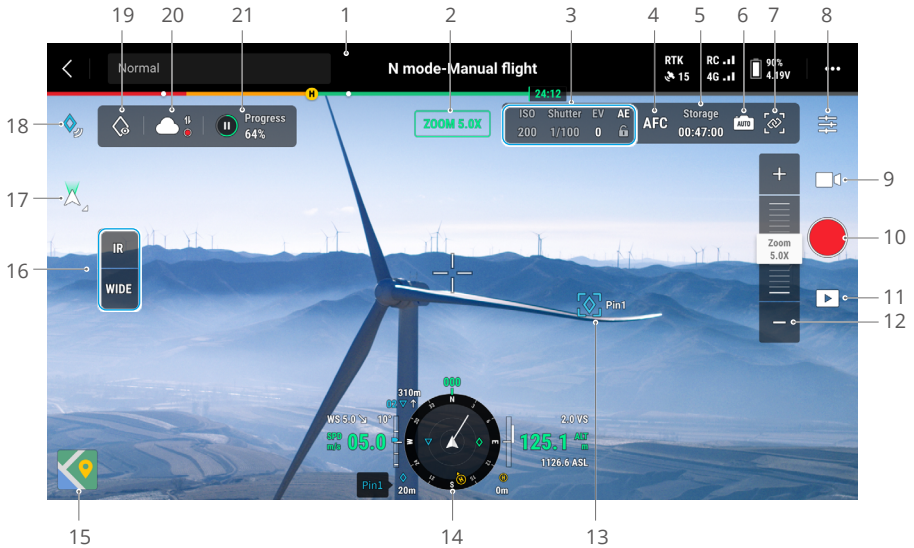 19 20 21 1 2 3 4 5 6 7 8
Normal
N mode-Manual flight
RTK
15
RC
4G
90%
4.19V
24:12
H
18
Progress
64%
ZOOM 5.0X
ISO Shutter EV AE
200 1/100 0
AFC
Storage
00:47:00
AUTO
9
17
IR
WIDE
16
Zoom
5.0X
10
11
12
Pin1
310m
000
WS 5.0 10°
SPD
m/s
05.0
N
W
E
S
2.0 VS
125.1
ALT
m
1126.6 ASL
Pin1
20m
0m
15 14 13